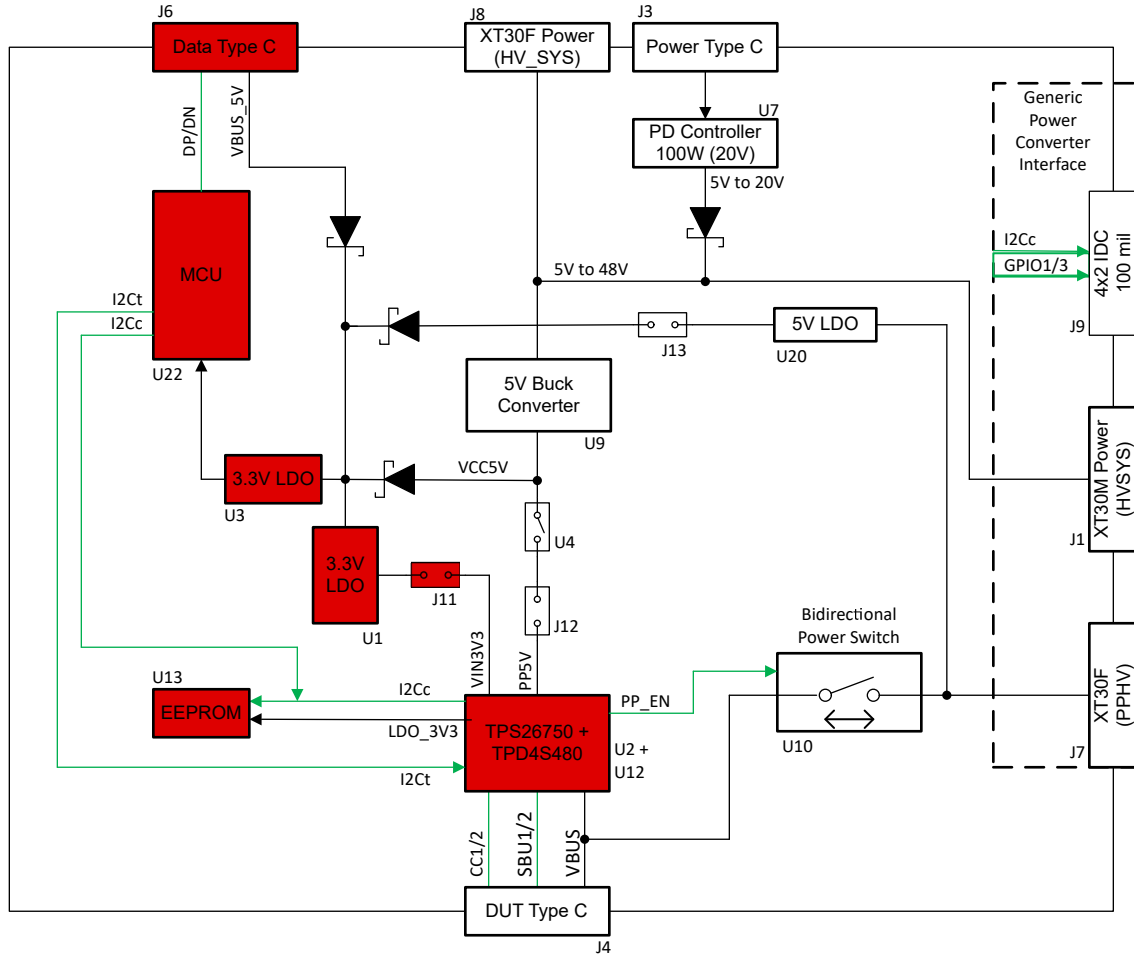 J6
Data Type C
J8
XT30F Power
(HV_SYS)
J3
Power Type C
U7
PD Controller
100W (20V)
5V to 20V
DP/DN
VBUS_5V
Generic
Power
Converter
Interface
I2Cc
GPIO1/3
4x2 IDC
100 mil
J9
MCU
I2Ct
I2Cc
U22
5V to 48V
J13
5V LDO
U20
5V Buck
Converter
U9
VCC5V
3.3V LDO
U3
U4
XT30M Power
(HVSYS)
J1
3.3V
LDO
U1
J11
J12
VIN3V3
PP5V
Bidirectional
Power Switch
U10
U13
EEPROM
I2Cc
LDO_3V3
I2Ct
TPS26750 +
TPD4S480
U2 +
U12
PP_EN
XT30F
(PPHV)
J7
CC1/2
SBU1/2
VBUS
DUT Type C
J4